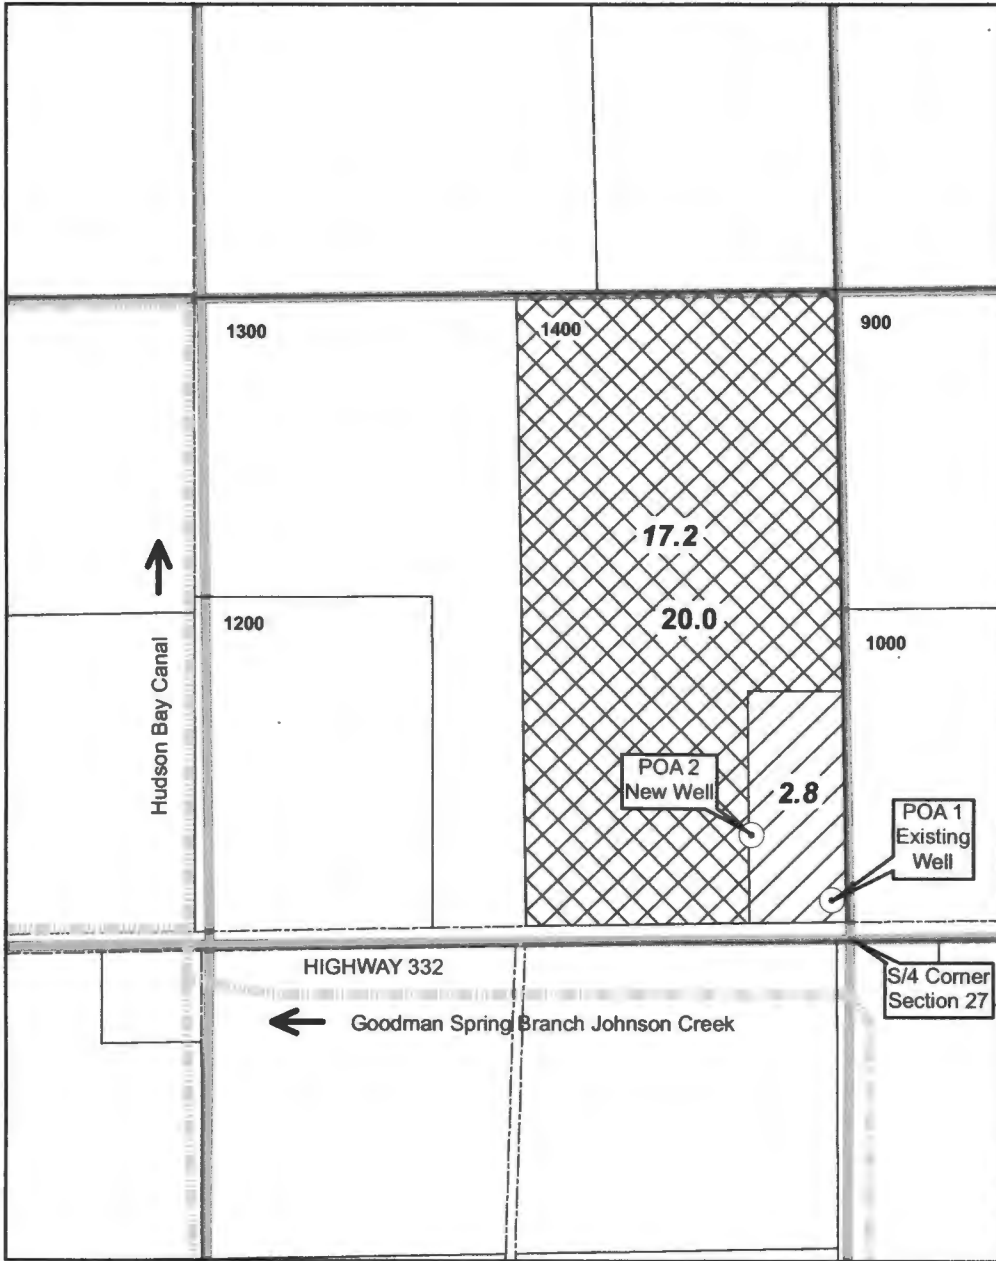 1300
1400
900
17.2
20.0
1200
1000
Hudson Bay Canal
POA 2
New Well
2.8
POA 1
Existing
Well
HIGHWAY 332
S/4 Corner
Section 27
Goodman Spring Branch Johnson Creek